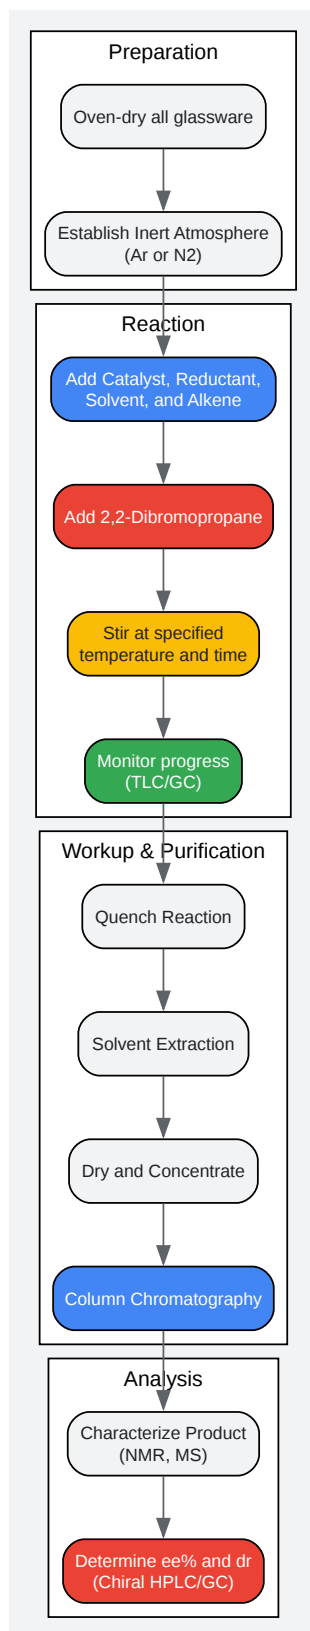 Preparation
Oven-dry all glassware
Establish Inert Atmosphere
(Ar or N2)
Reaction
Add Catalyst, Reductant,
Solvent, and Alkene
Add 2,2-Dibromopropane
Stir at specified
temperature and time
Monitor progress
(TLC/GC)
Workup & Purification
Quench Reaction
Solvent Extraction
Dry and Concentrate
Column Chromatography
Analysis
Characterize Product
(NMR, MS)
Determine ee% and dr
(Chiral HPLC/GC)